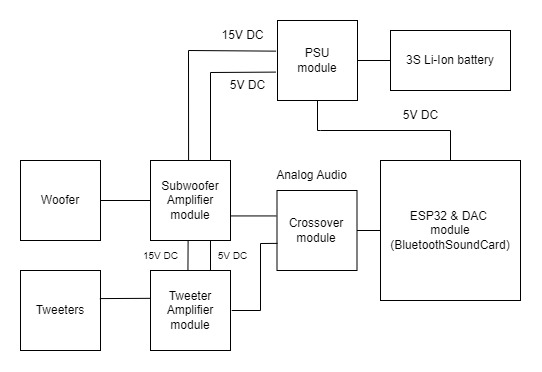 15V DC
PSU
module
3S Li-Ion battery
5V DC
5V DC
Woofer
Subwoofer
Amplifier
module
Analog Audio
Crossover
module
ESP32 & DAC
module
(BluetoothSoundCard)
15V DC
5V DC
Tweeters
Tweeter
Amplifier
module